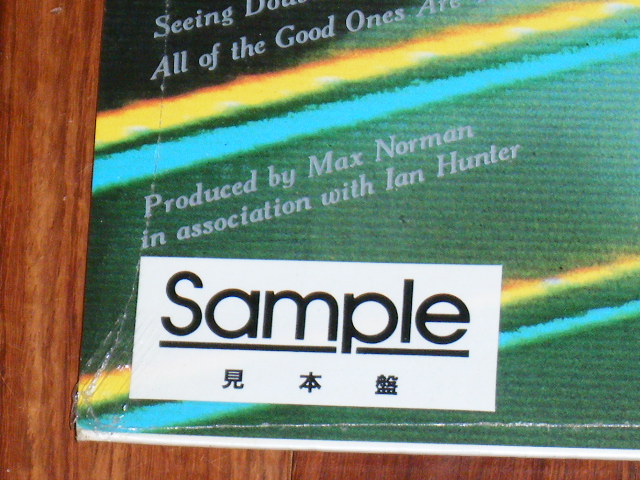 Seeing
All of the Good Ones Are
Produced by Max Norman
in association with Ian Hunter
Sample
見本盤